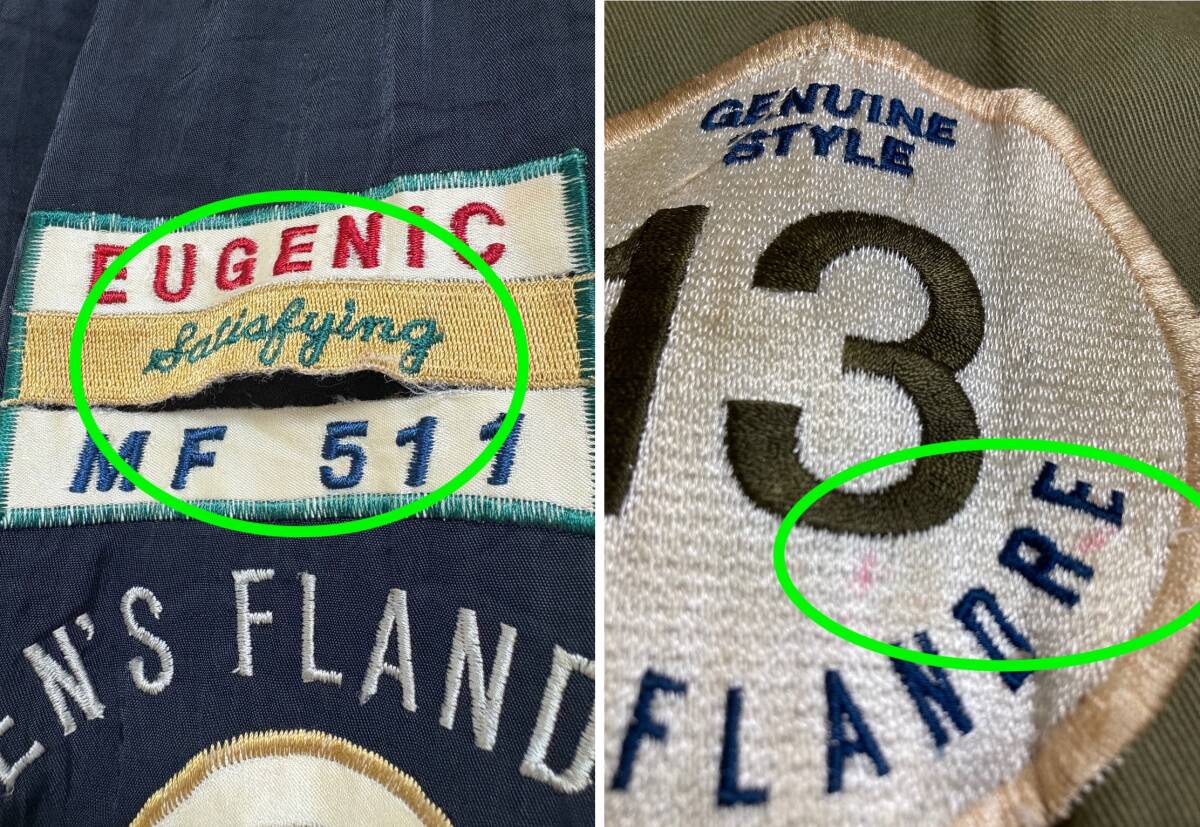 EUGENIC
Satisfying
MF 511
EN'S FLAND
GENUINE
STYLE
13
FLANDRE